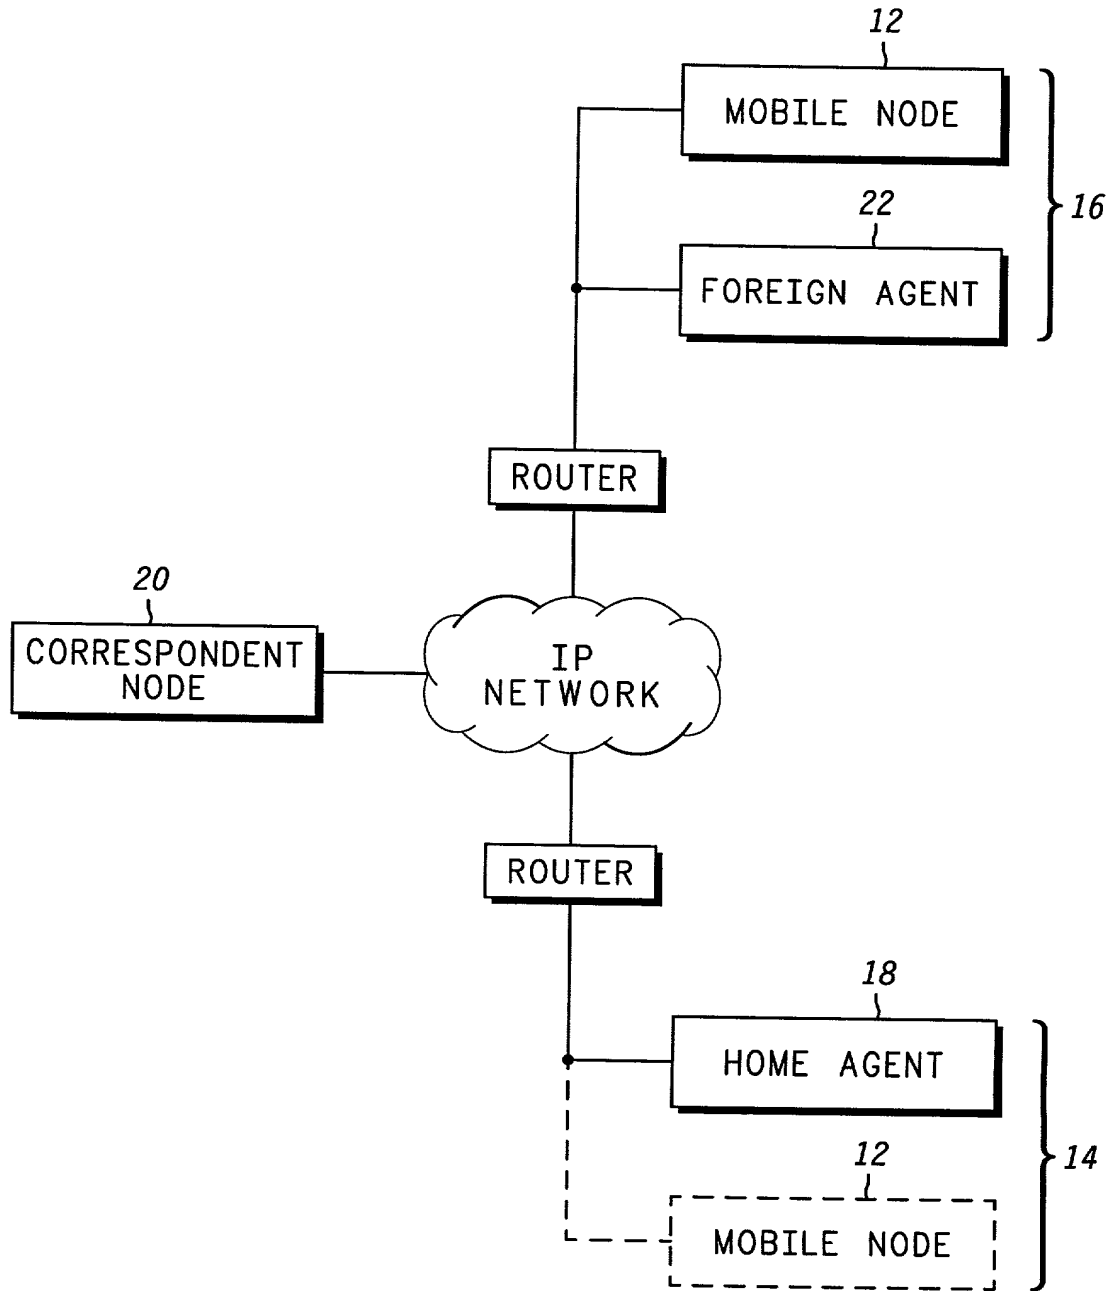 12
MOBILE NODE
16
22
FOREIGN AGENT
ROUTER
20
CORRESPONDENT
NODE
IP
NETWORK
ROUTER
18
HOME AGENT
14
12
MOBILE NODE